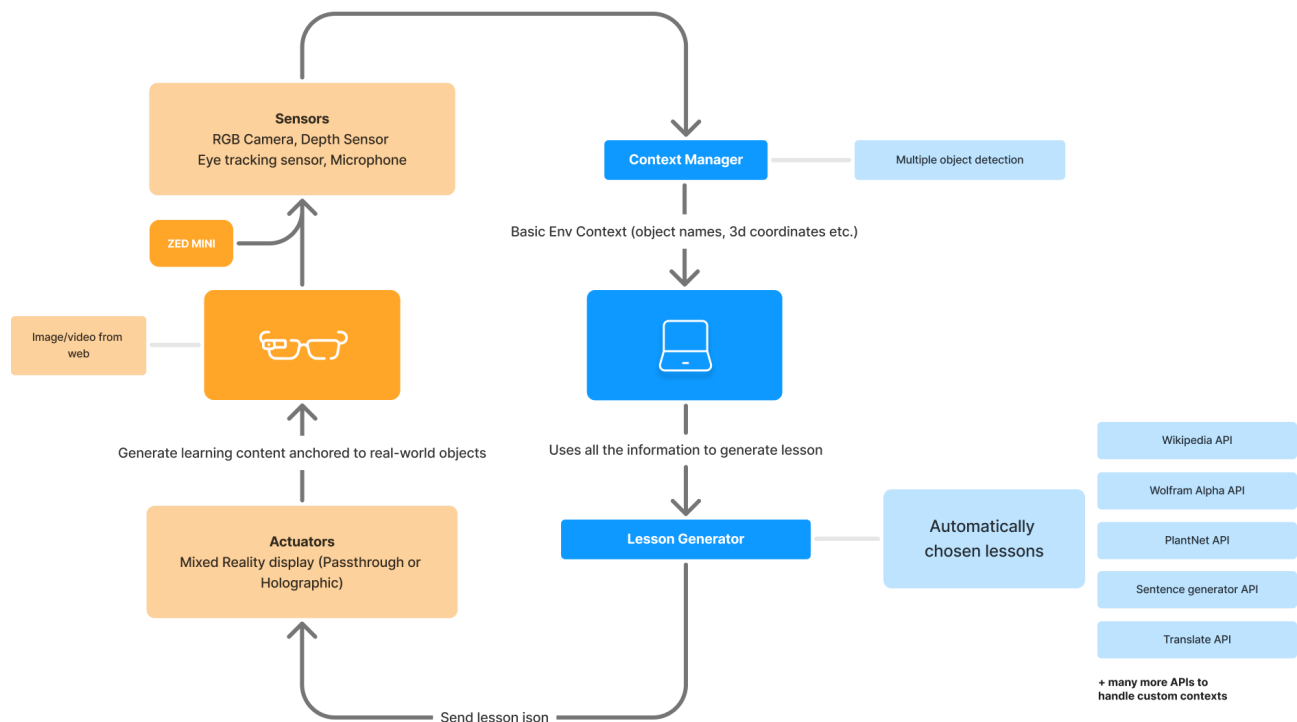 Sensors
RGB Camera, Depth Sensor
Eye tracking sensor, Microphone
Context Manager
Multiple object detection
ZED MINI
Basic Env Context (object names, 3d coordinates etc.)
Image/video from
web
Generate learning content anchored to real-world objects
Uses all the information to generate lesson
Actuators
Mixed Reality display (Passthrough or
Holographic)
Lesson Generator
Automatically
chosen lessons
Wikipedia API
Wolfram Alpha API
PlantNet API
Sentence generator API
Translate API
+ many more APIs to
handle custom contexts
Send lesson json